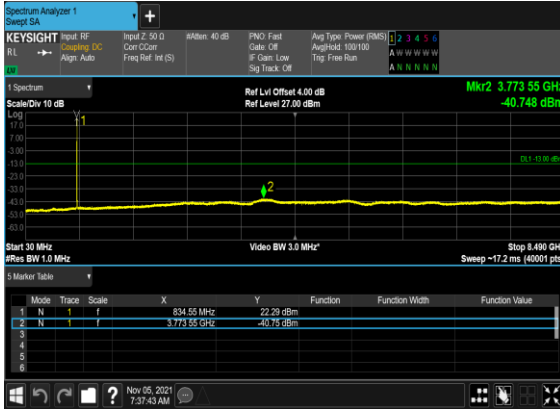 Spectrum Analyzer 1
Swept SA
+
KEYSIGHT Input: RF Input Z: 50 Ω #Atten: 40 dB PNO: Fast Avg Type: Power (RMS) 1 2 3 4 5 6
RL Coupling: DC Corr CCorr Gate: Off Avg|Hold: 100/100 A W W W W W
Align: Auto Freq Ref: Int (S) IF Gain: Low Trig: Free Run A N N N N N
Sig Track: Off
1 Spectrum Ref Lvl Offset 4.00 dB Mkr2 3.773 55 GHz
Scale/Div 10 dB Ref Level 27.00 dBm -40.748 dBm
Log
17.0
7.00
-3.00
-13.0
-23.0
-33.0
-43.0
-53.0
-63.0
1
DL1 -13.00 dBm
2
Start 30 MHz Video BW 3.0 MHz* Stop 8.490 GH
#Res BW 1.0 MHz Sweep ~17.2 ms (40001 pts
5 Marker Table
Mode Trace Scale X Y Function Function Width Function Value
1 N 1 f 834.55 MHz 22.29 dBm
2 N 1 f 3.773 55 GHz -40.75 dBm
3
4
5
6
? Nov 05, 2021
7:37:43 AM